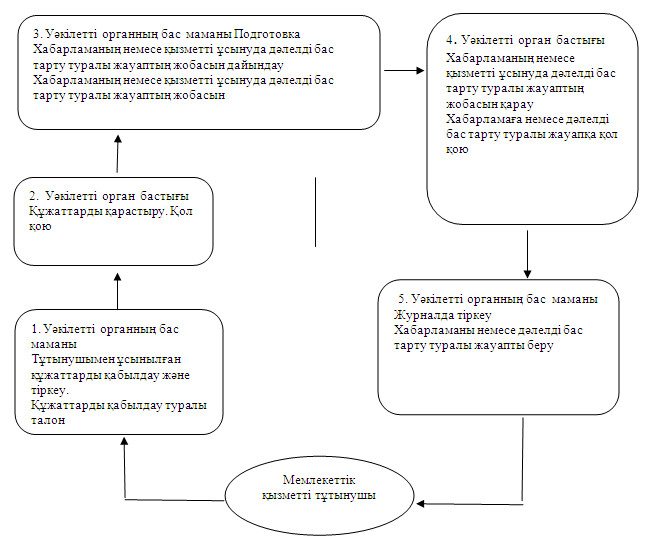 3. Уәкілетті органның бас маманы Подготовка
Хабарламаның немесе қызметті ұсынуда дәлелді бас
тарту туралы жауаптың жобасын дайындау
Хабарламаның немесе қызметті ұсынуда дәлелді бас
тарту туралы жауаптың жобасын
4. Уәкілетті орган бастығы
Хабарламаның немесе
қызметті ұсынуда дәлелді бас
тарту туралы жауаптың
жобасын қарау
Хабарламаға немесе дәлелді
бас тарту туралы жауапқа қол
қою
2. Уәкілетті орган бастығы
Құжаттарды қарастыру. Қол
қою
1. Уәкілетті органның бас
маманы
Тұтынушымен ұсынылған
құжаттарды қабылдау және
тіркеу.
Құжаттарды қабылдау туралы
талон
5. Уәкілетті органның бас маманы
Журналда тіркеу
Хабарламаны немесе дәлелді бас
тарту туралы жауапты беру
Мемлекеттік
қызметті тұтынушы